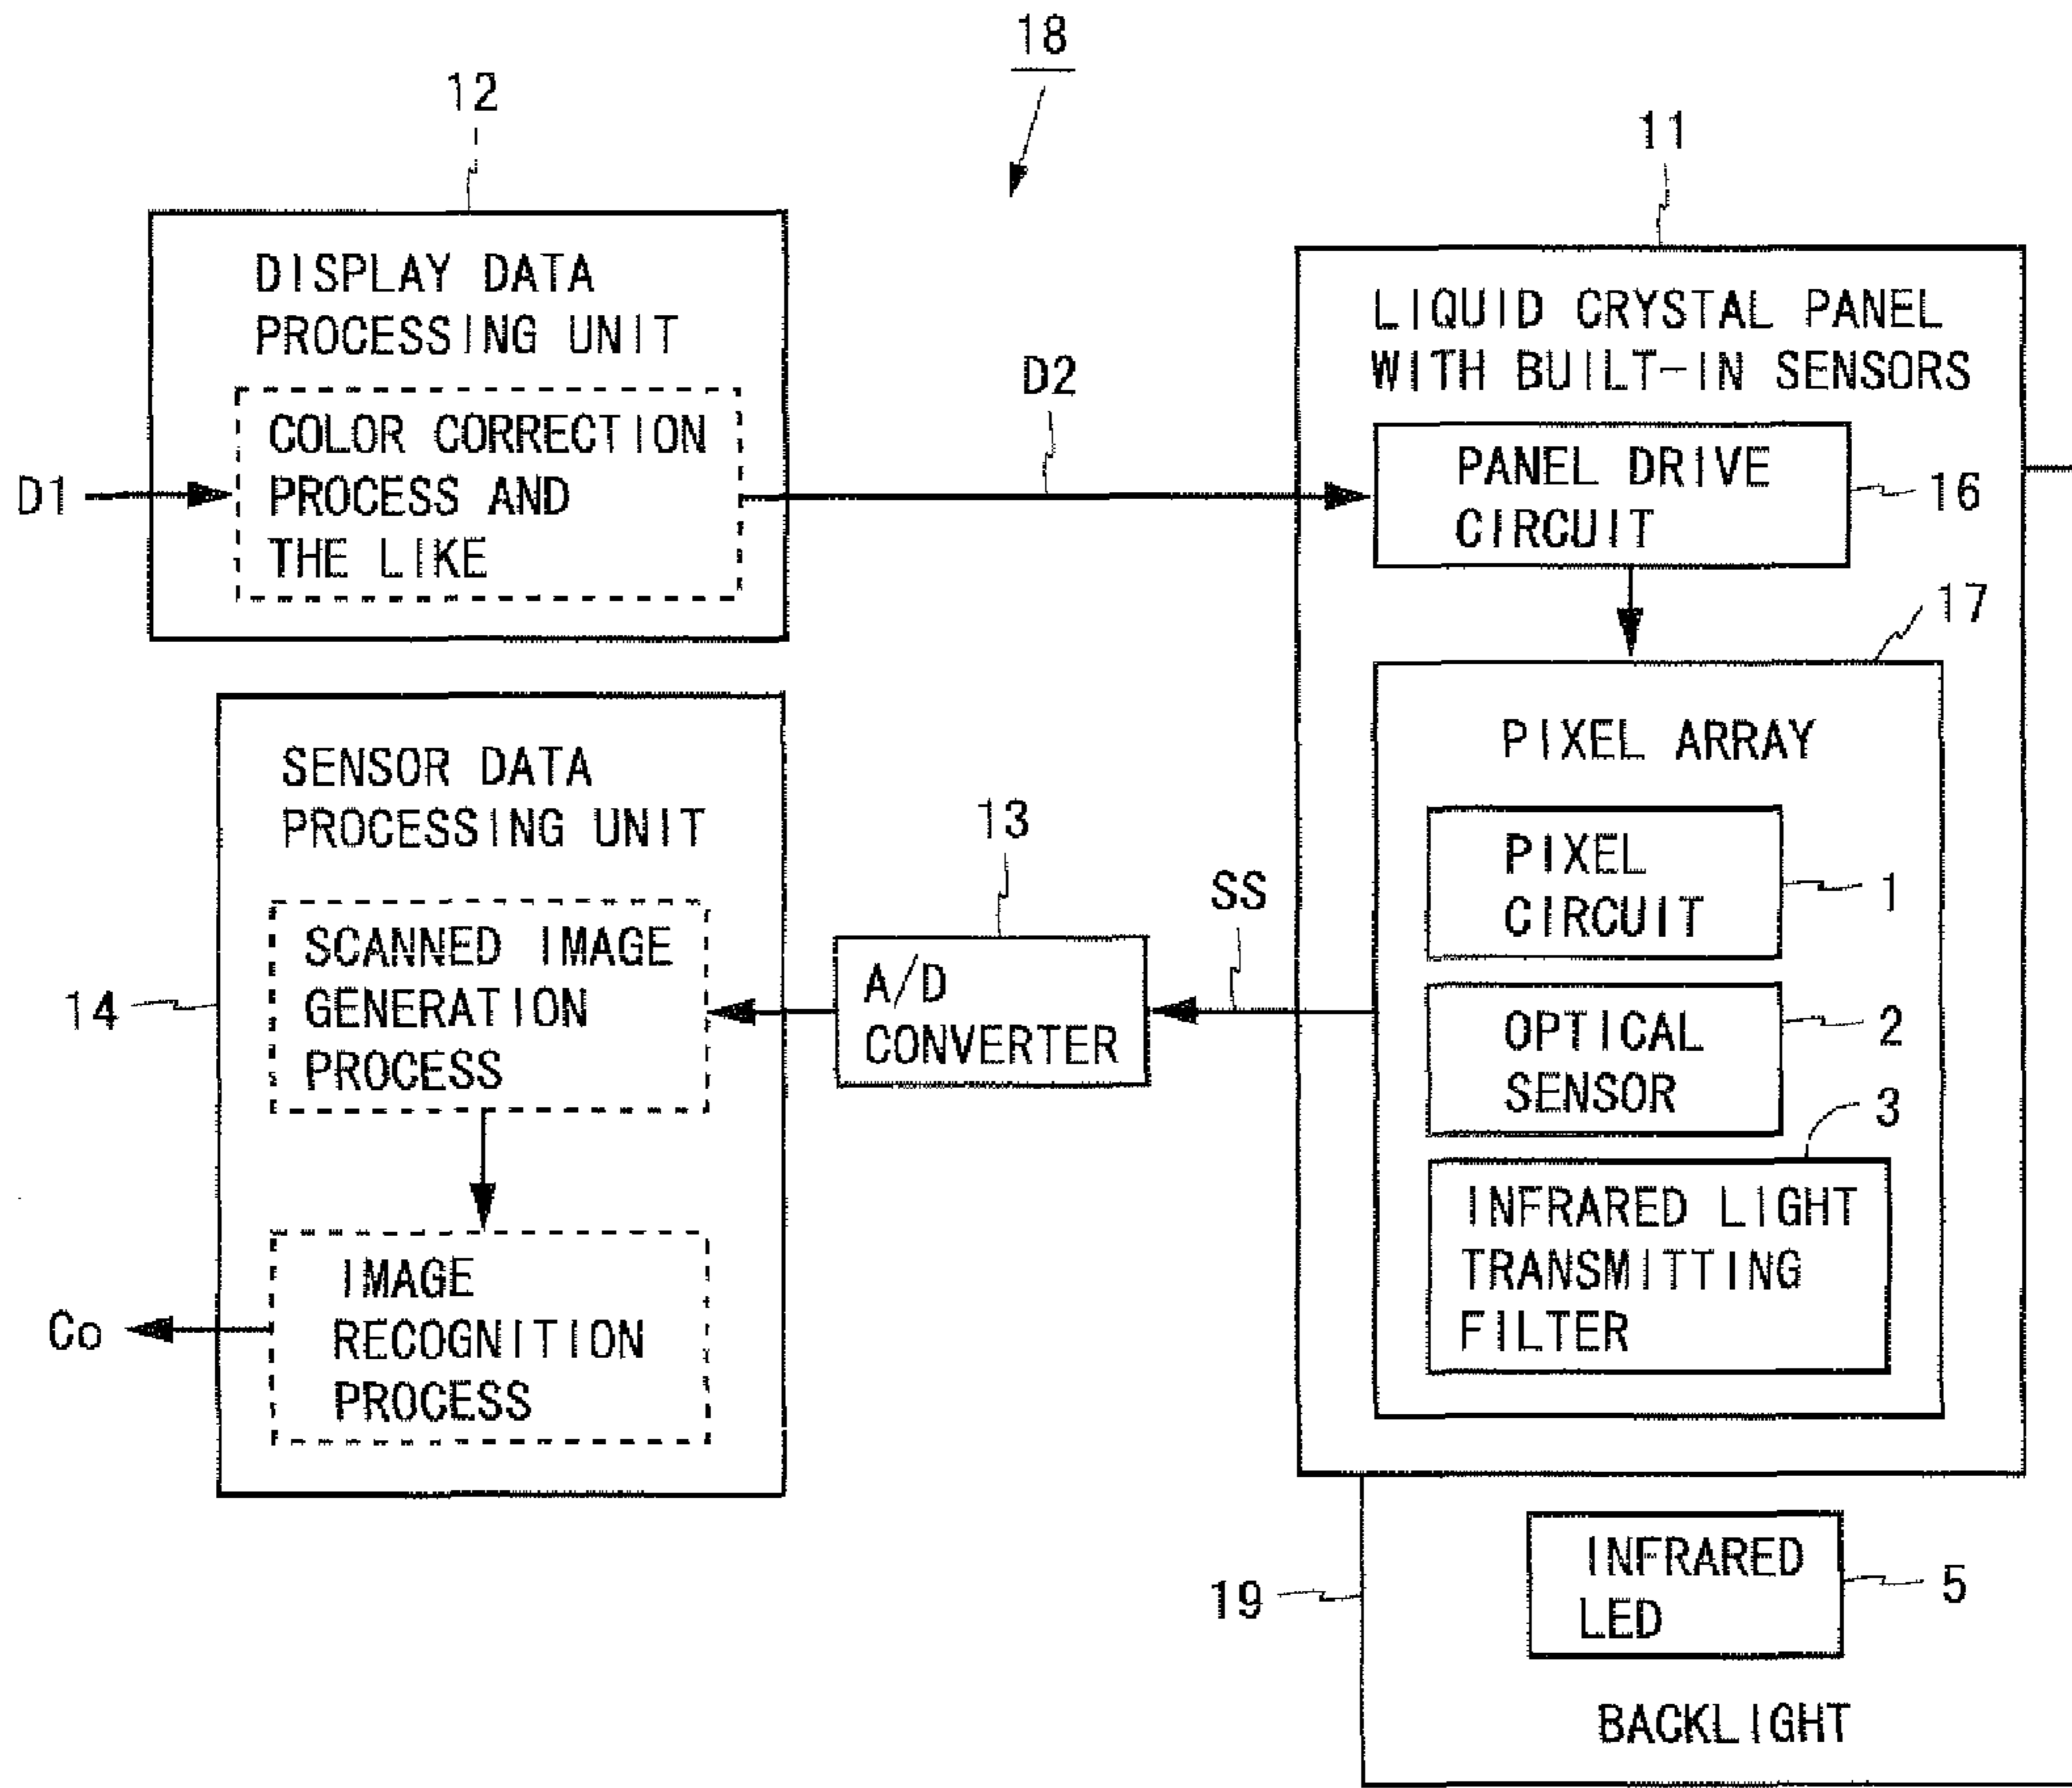 18
12
DISPLAY DATA
PROCESSING UNIT
COLOR CORRECTION
PROCESS AND
THE LIKE
D1
D2
11
LIQUID CRYSTAL PANEL
WITH BUILT-IN SENSORS
PANEL DRIVE
CIRCUIT
16
17
PIXEL ARRAY
PIXEL
CIRCUIT
1
OPTICAL
SENSOR
2
3
INFRARED LIGHT
TRANSMITTING
FILTER
SS
13
A/D
CONVERTER
SENSOR DATA
PROCESSING UNIT
SCANNED IMAGE
GENERATION
PROCESS
14
IMAGE
RECOGNITION
PROCESS
Co
19
INFRARED
LED
5
BACKLIGHT